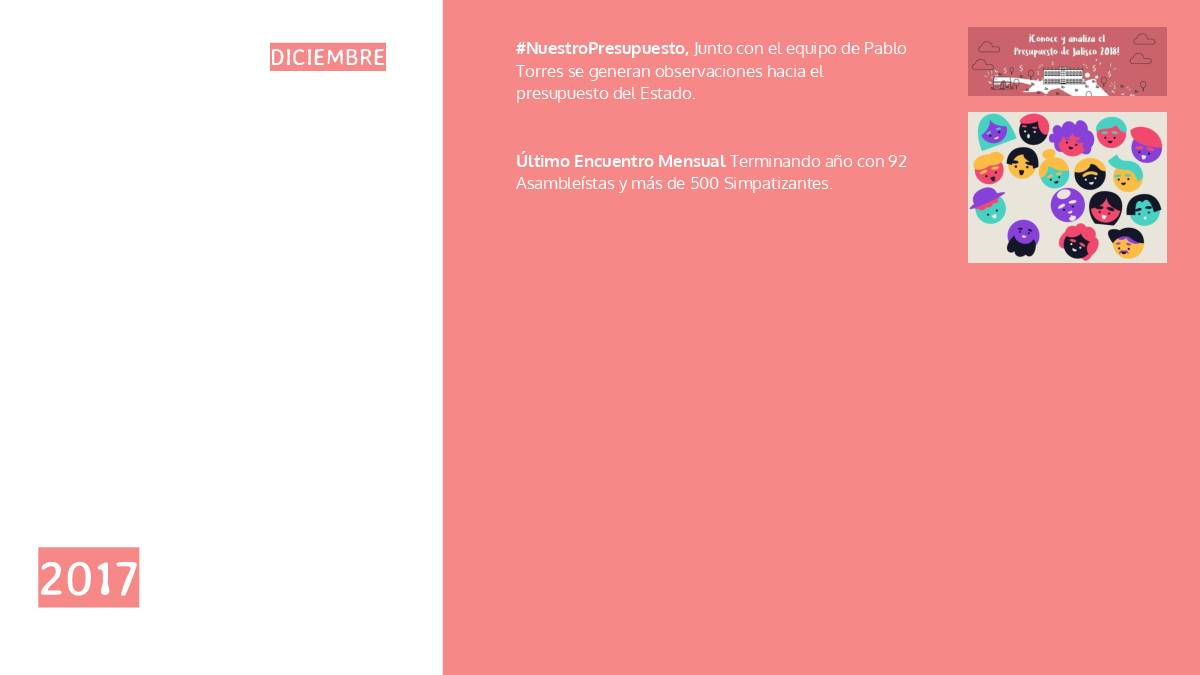 DICIEMBRE
#NuestroPresupuesto, Junto con el equipo de Pablo
Torres se generan observaciones hacia el
presupuesto del Estado.
Último Encuentro Mensual Terminando año con 92
Asambleístas y más de 500 Simpatizantes.
¡Conoce y analiza el
Presupuesto de Jalisco 2018!
2017